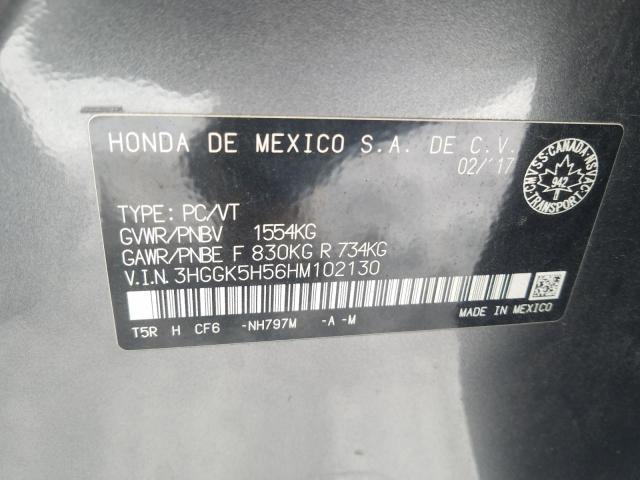 HONDA DE MEXICO S.A. DE C.V.
02/'17
C.M.V.S.S.-CANADA-N.S.V.A.C.
942
TRANSPORT
TYPE: PC/VT
GVWR/PNBV 1554KG
GAWR/PNBE F 830KG R 734KG
V.I.N. 3HGGK5H56HM102130
T5R H CF6 -NH797M -A -M
MADE IN MEXICO